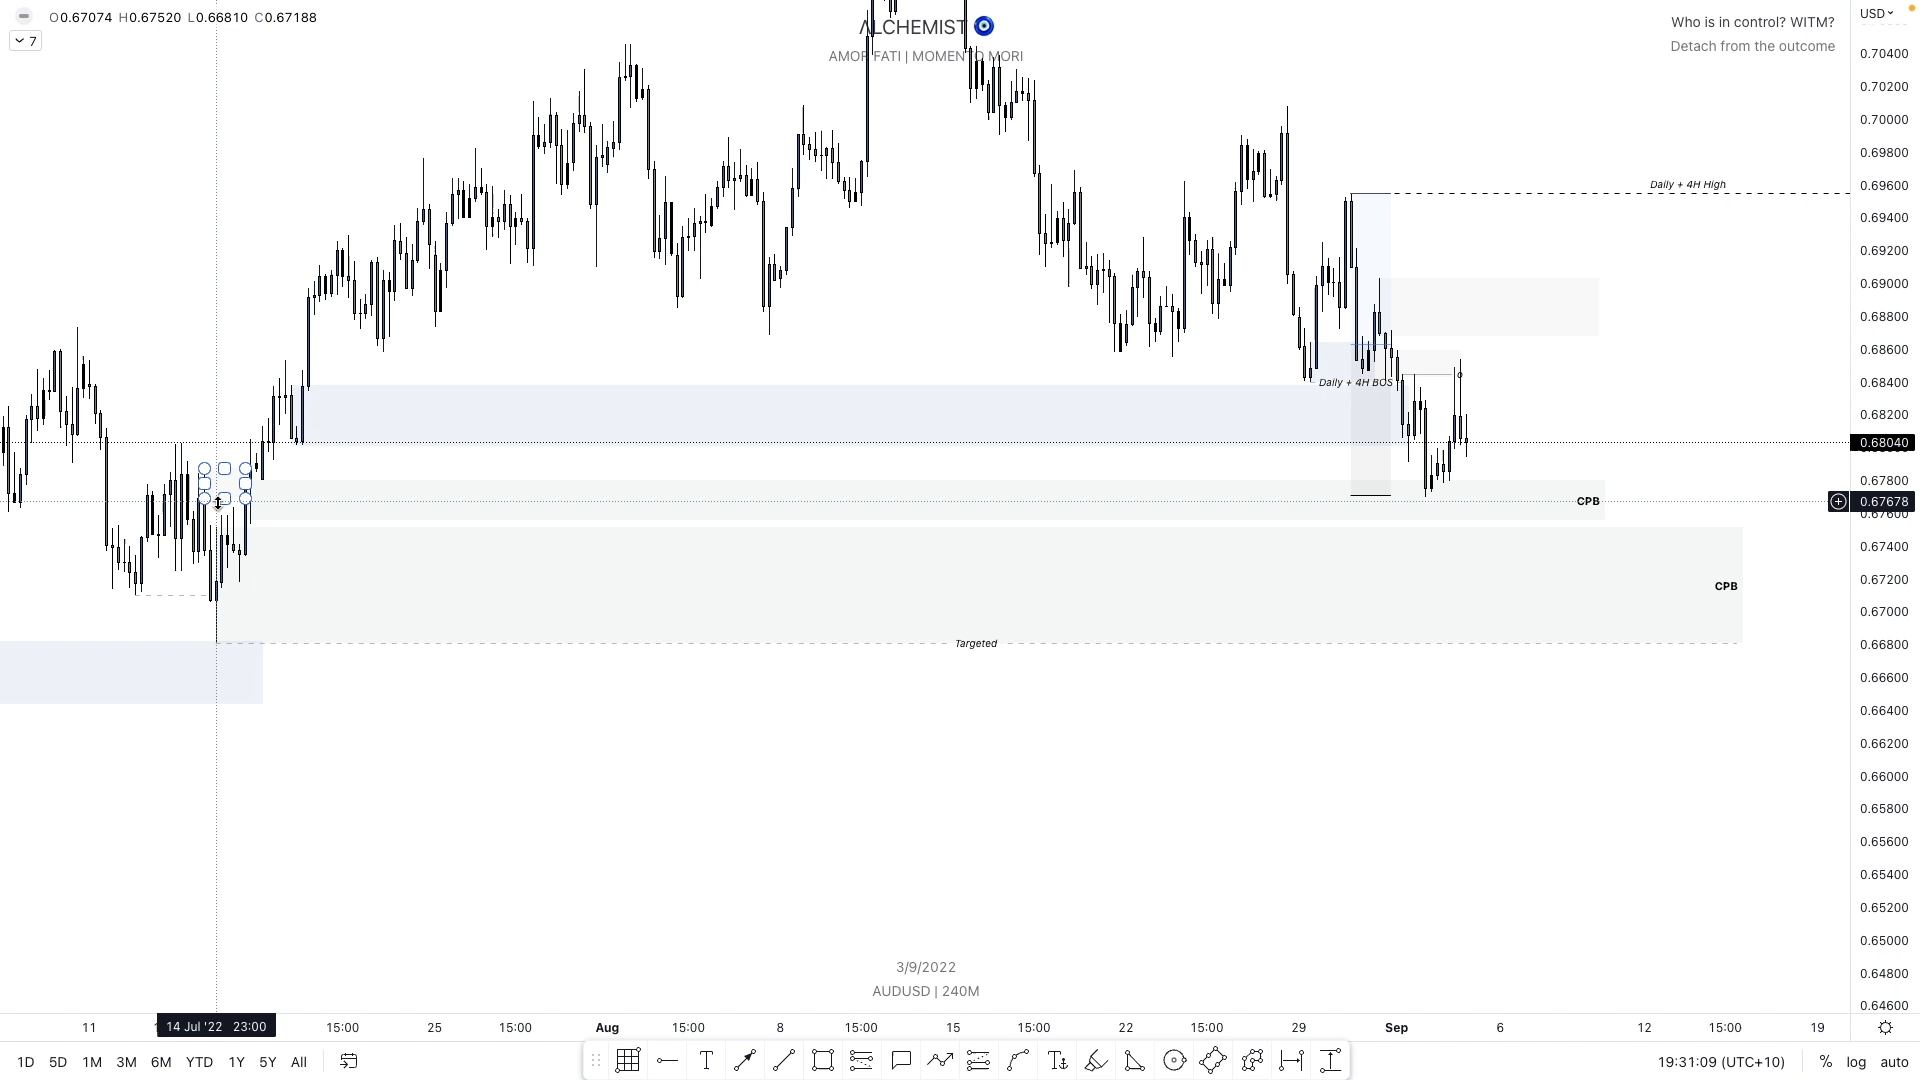 O0.67074 H0.67520 L0.66810 C0.67188
7
ALCHEMIST
AMOR FATI | MOMENTO MORI
Who is in control? WITM?
Detach from the outcome
USD
0.70400
0.70200
0.70000
0.69800
0.69600
0.69400
0.69200
0.69000
0.68800
0.68600
0.68400
0.68200
0.68040
0.67800
0.67678
0.67600
0.67400
0.67200
0.67000
0.66800
0.66600
0.66400
0.66200
0.66000
0.65800
0.65600
0.65400
0.65200
0.65000
0.64800
0.64600
Daily + 4H High
Daily + 4H BOS
0
CPB
CPB
Targeted
3/9/2022
AUDUSD | 240M
11
14 Jul '22 23:00
15:00
25
15:00
Aug
15:00
8
15:00
15
15:00
22
15:00
29
Sep
6
12
15:00
19
1D 5D 1M 3M 6M YTD 1Y 5Y All
T
19:31:09 (UTC+10)
% log auto